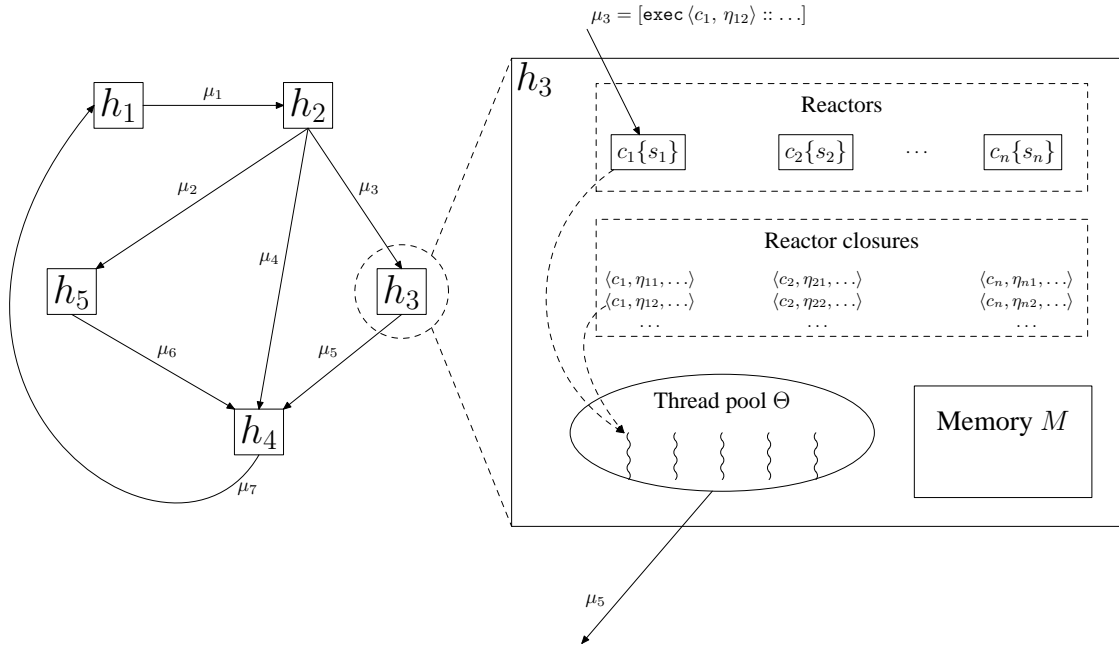 μ₃ = [exec ⟨c₁, η₁₂⟩ :: …]
h₁
μ₁
h₂
μ₂
μ₃
μ₄
h₅
h₃
μ₆
μ₅
h₄
μ₇
h₃
Reactors
c₁{s₁} c₂{s₂} ⋯ cₙ{sₙ}
Reactor closures
⟨c₁, η₁₁, …⟩ ⟨c₂, η₂₁, …⟩ ⟨cₙ, ηₙ₁, …⟩
⟨c₁, η₁₂, …⟩ ⟨c₂, η₂₂, …⟩ ⟨cₙ, ηₙ₂, …⟩
⋯ ⋯ ⋯
Thread pool Θ
Memory M
μ₅